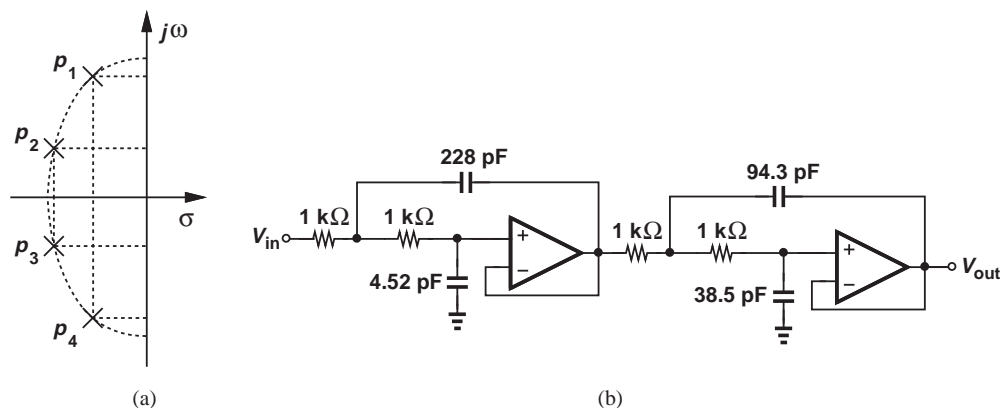 jω
p1
p2
p3
p4
σ
(a)
228 pF
94.3 pF
1 kΩ
1 kΩ
1 kΩ
1 kΩ
Vin
+
−
+
−
4.52 pF
38.5 pF
Vout
(b)